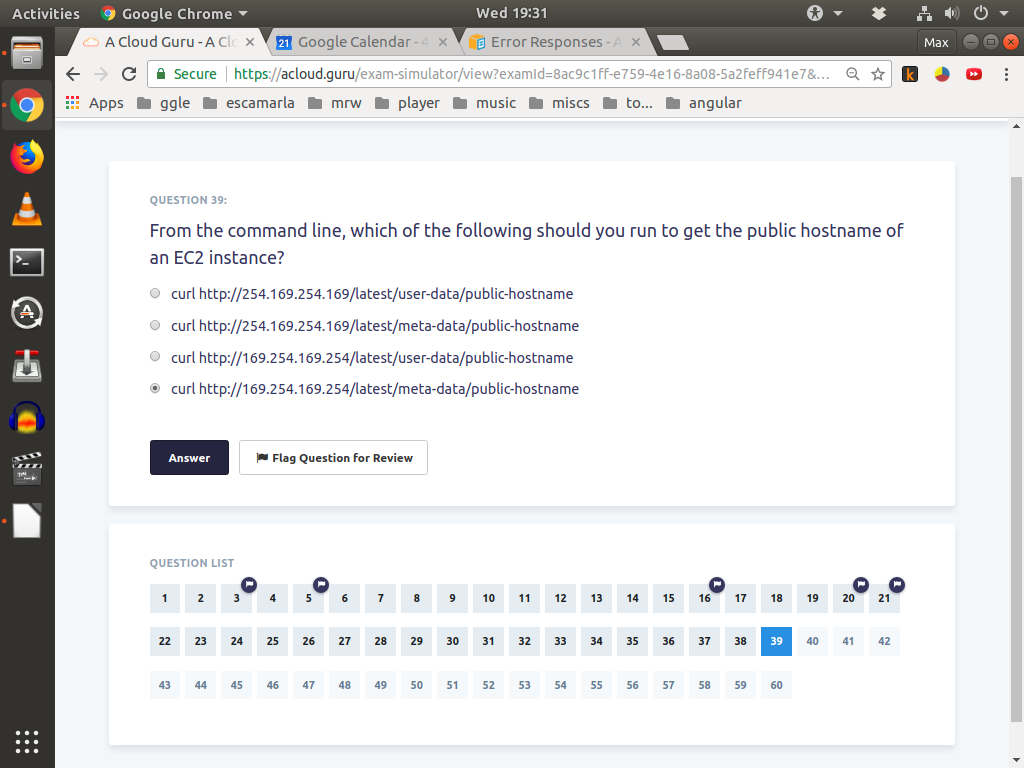 Activities Google Chrome Wed 19:31
A Cloud Guru - A Clo Google Calendar - 4 Error Responses - A Max
Secure https://acloud.guru/exam-simulator/view?examId=8ac9c1ff-e759-4e16-8a08-5a2feff941e7&...
Apps ggle escamarla mrw player music miscs to... angular
QUESTION 39:
From the command line, which of the following should you run to get the public hostname of
an EC2 instance?
curl http://254.169.254.169/latest/user-data/public-hostname
curl http://254.169.254.169/latest/meta-data/public-hostname
curl http://169.254.169.254/latest/user-data/public-hostname
curl http://169.254.169.254/latest/meta-data/public-hostname
Answer Flag Question for Review
QUESTION LIST
1 2 3 4 5 6 7 8 9 10 11 12 13 14 15 16 17 18 19 20 21
22 23 24 25 26 27 28 29 30 31 32 33 34 35 36 37 38 39 40 41 42
43 44 45 46 47 48 49 50 51 52 53 54 55 56 57 58 59 60